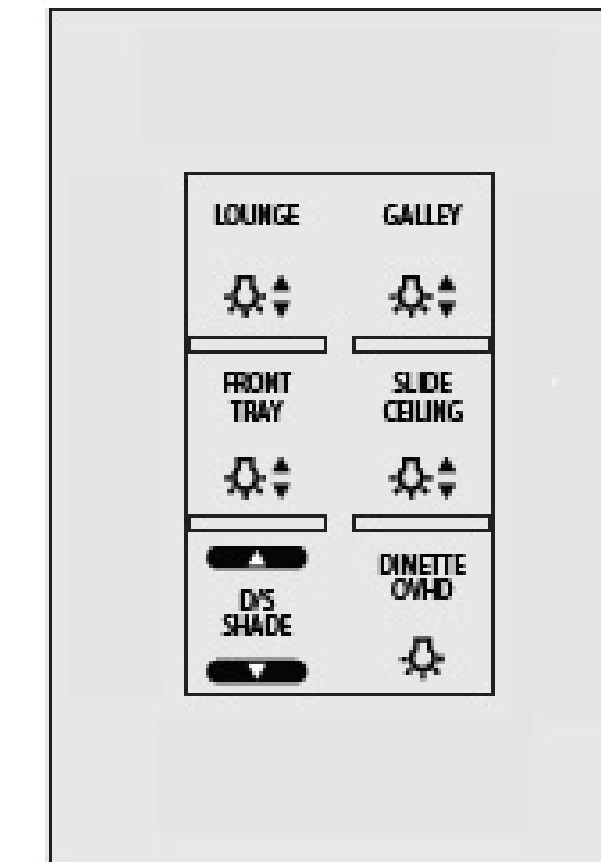 LOUNGE
GALLEY
FRONT
TRAY
SLIDE
CEILING
D/S
SHADE
DINETTE
OVHD